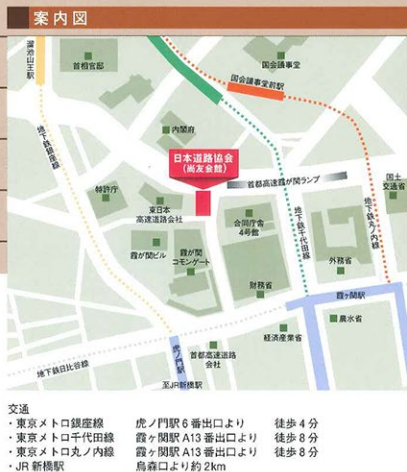 案内図
溜池山王駅
首相官邸
国会議事堂
国会議事堂前駅
内閣府
地下鉄銀座線
日本道路協会
(尚友会館)
首都高速霞が関ランプ
国土
交通省
特許庁
東日本
高速道路会社
合同庁舎
4号館
地下鉄千代田線
地下鉄丸ノ内線
霞が関ビル
霞が関
コモンゲート
外務省
財務省
霞ヶ関駅
農水省
経済産業省
虎ノ門駅
首都高速道路
会社
地下鉄日比谷線
至JR新橋駅
交通
・東京メトロ銀座線 虎ノ門駅6番出口より 徒歩4分
・東京メトロ千代田線 霞ヶ関駅A13番出口より 徒歩8分
・東京メトロ丸ノ内線 霞ヶ関駅A13番出口より 徒歩8分
・JR新橋駅 烏森口より約2km